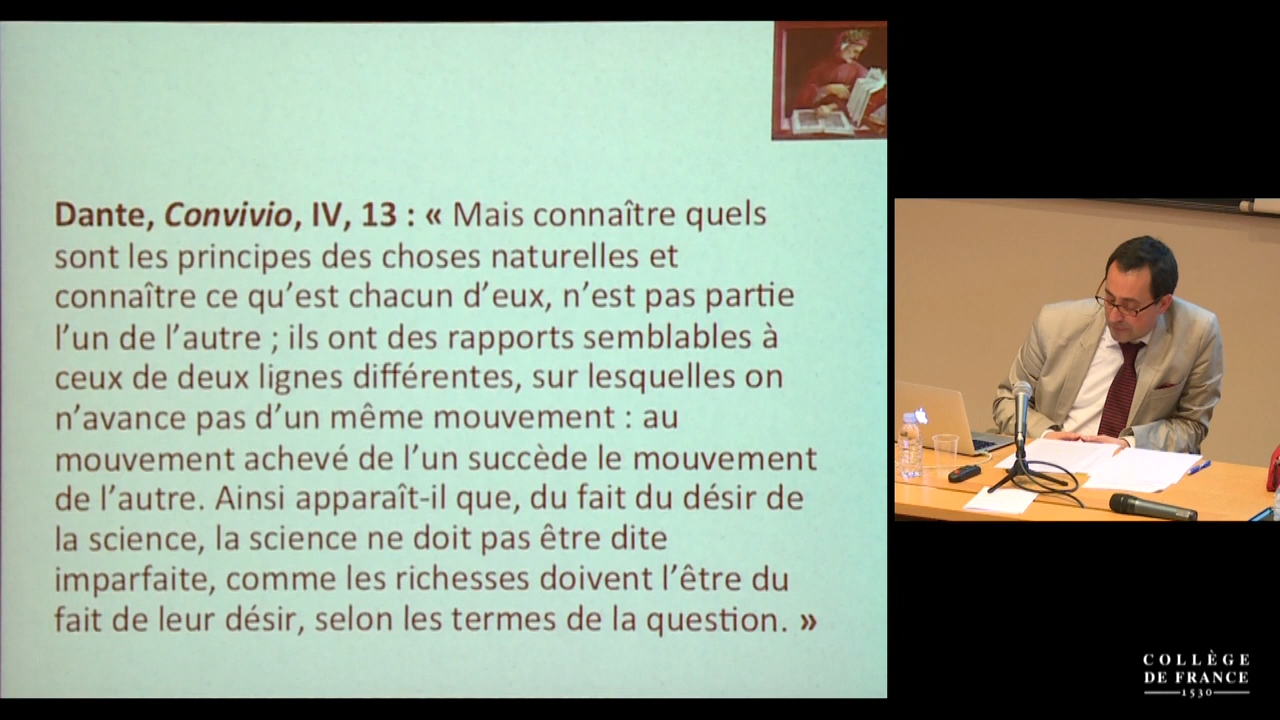 Dante, Convivio, IV, 13 : « Mais connaître quels
sont les principes des choses naturelles et
connaître ce qu’est chacun d’eux, n’est pas partie
l’un de l’autre ; ils ont des rapports semblables à
ceux de deux lignes différentes, sur lesquelles on
n’avance pas d’un même mouvement : au
mouvement achevé de l’un succède le mouvement
de l’autre. Ainsi apparaît-il que, du fait du désir de
la science, la science ne doit pas être dite
imparfaite, comme les richesses doivent l’être du
fait de leur désir, selon les termes de la question. »
COLLÈGE
DE FRANCE
1530